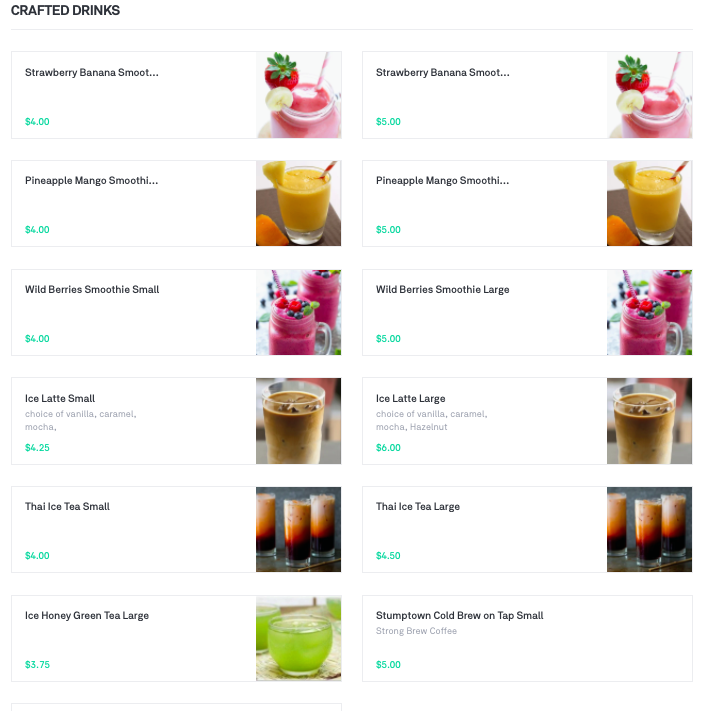 CRAFTED DRINKS
Strawberry Banana Smoot...
$4.00
Strawberry Banana Smoot...
$5.00
Pineapple Mango Smoothi...
$4.00
Pineapple Mango Smoothi...
$5.00
Wild Berries Smoothie Small
$4.00
Wild Berries Smoothie Large
$5.00
Ice Latte Small
choice of vanilla, caramel,
mocha,
$4.25
Ice Latte Large
choice of vanilla, caramel,
mocha, Hazelnut
$6.00
Thai Ice Tea Small
$4.00
Thai Ice Tea Large
$4.50
Ice Honey Green Tea Large
$3.75
Stumptown Cold Brew on Tap Small
Strong Brew Coffee
$5.00